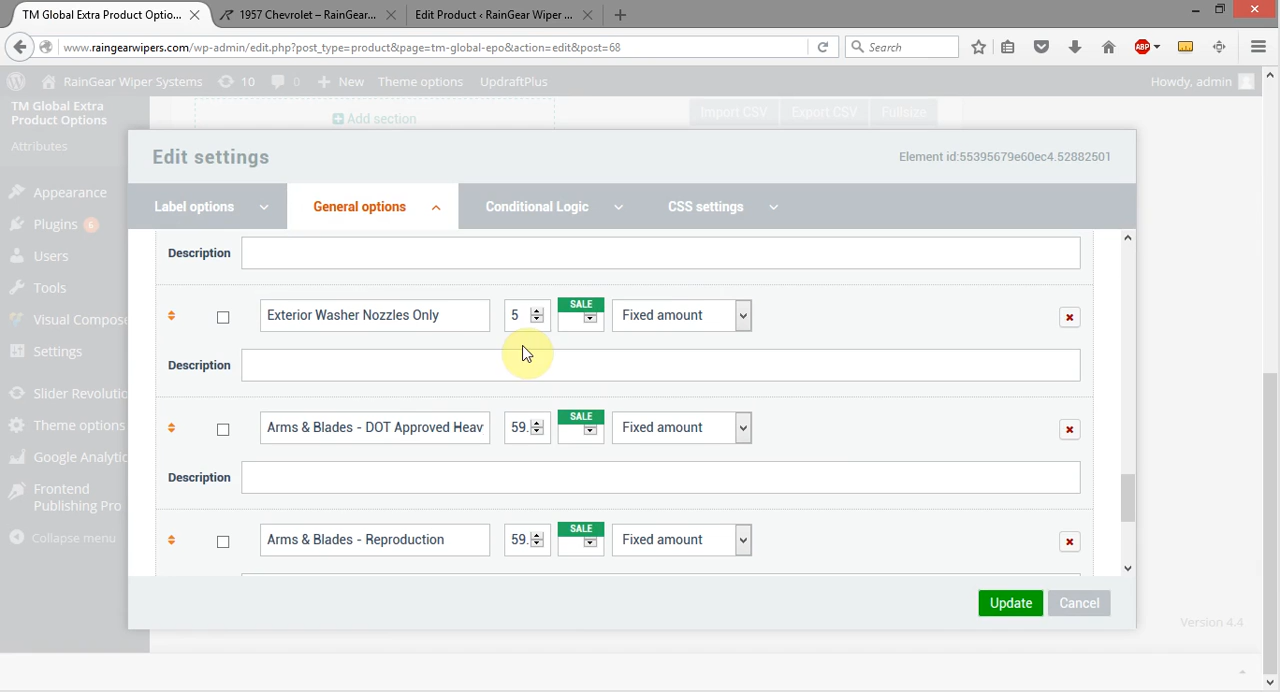 TM Global Extra Product Optio...
1957 Chevrolet – RainGear...
Edit Product ‹ RainGear Wiper ...
www.raingearwipers.com/wp-admin/edit.php?post_type=product&page=tm-global-epo&action=edit&post=68
Search
ABP
RainGear Wiper Systems
10
0
New
Theme options
UpdraftPlus
Howdy, admin
TM Global Extra
Product Options
Attributes
Appearance
Plugins 6
Users
Tools
Visual Compose
Settings
Slider Revolutio
Theme options
Google Analytic
Frontend
Publishing Pro
Collapse menu
Add section
Import CSV
Export CSV
Fullsize
Edit settings
Element id:55395679e60ec4.52882501
Label options
General options
Conditional Logic
CSS settings
Description
Exterior Washer Nozzles Only
5
SALE
Fixed amount
Description
Arms & Blades - DOT Approved Heav
59.
SALE
Fixed amount
Description
Arms & Blades - Reproduction
59.
SALE
Fixed amount
Update
Cancel
Version 4.4